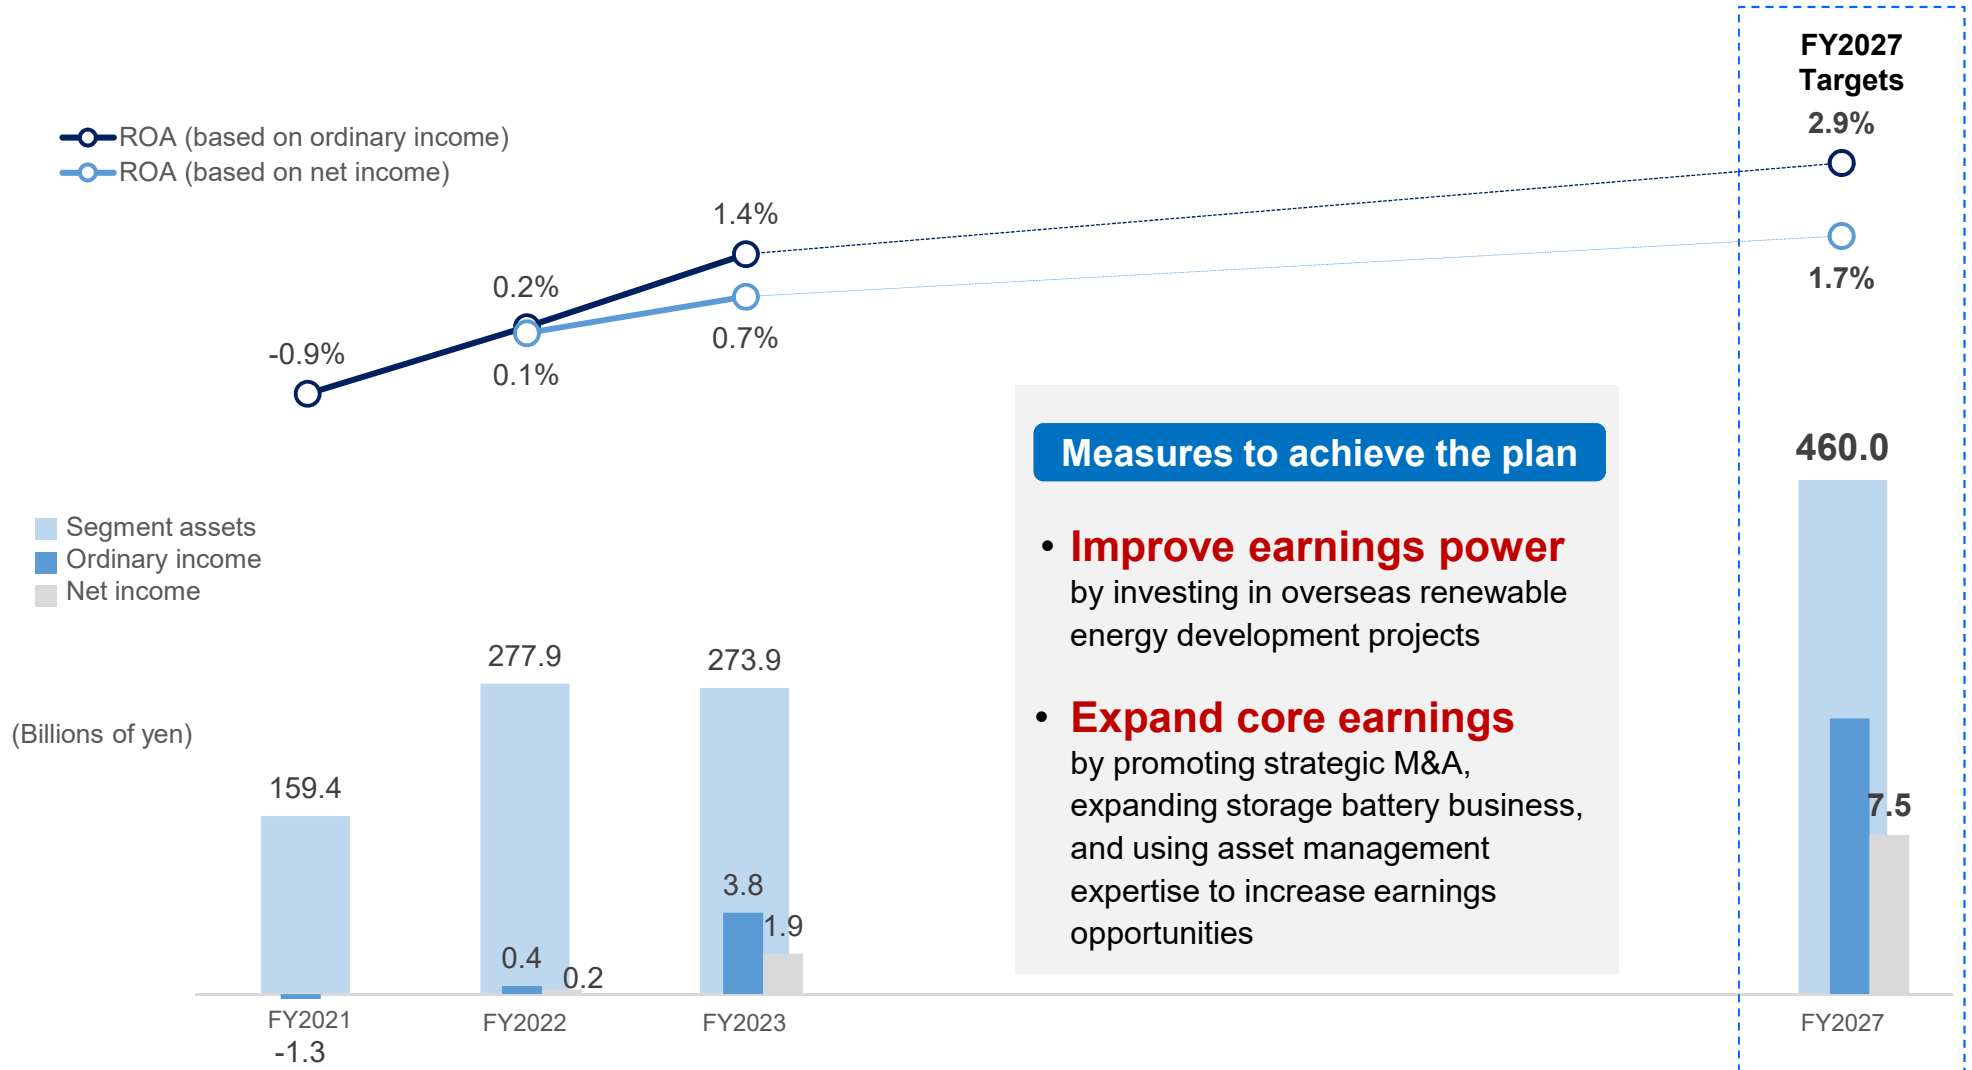 FY2027
Targets
2.9%
ROA (based on ordinary income)
ROA (based on net income)
1.4%
0.2%
1.7%
0.7%
-0.9%
0.1%
Measures to achieve the plan
• Improve earnings power
by investing in overseas renewable
energy development projects
• Expand core earnings
by promoting strategic M&A,
expanding storage battery business,
and using asset management
expertise to increase earnings
opportunities
460.0
Segment assets
Ordinary income
Net income
277.9
273.9
(Billions of yen)
159.4
7.5
3.8
1.9
0.4
0.2
FY2021
FY2022
FY2023
FY2027
-1.3